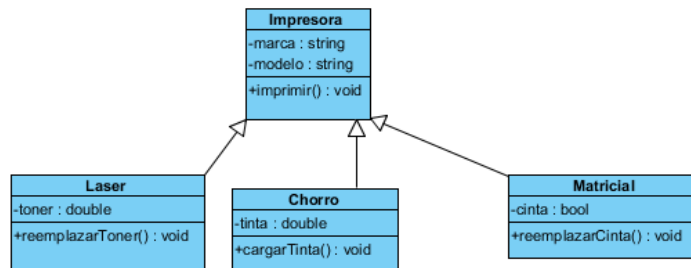 Impresora
-marca : string
-modelo : string
+imprimir() : void
Laser
-toner : double
+reemplazarToner() : void
Chorro
-tinta : double
+cargarTinta() : void
Matricial
-cinta : bool
+reemplazarCinta() : void